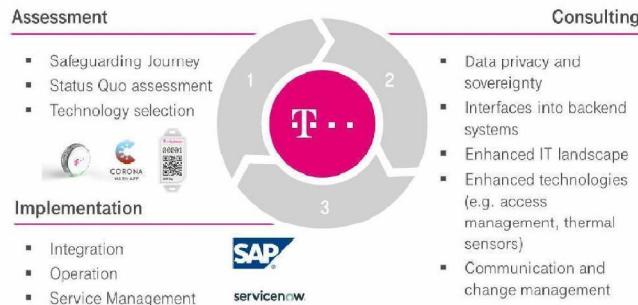 Assessment
Safeguarding Journey
Status Quo assessment
Technology selection
CORONA
WARN-APP
Implementation
Integration
Operation
Service Management
1
2
3
T
SAP
servicenow
Consulting
Data privacy and
sovereignty
Interfaces into backend
systems
Enhanced IT landscape
Enhanced technologies
(e.g. access
management, thermal
sensors)
Communication and
change management